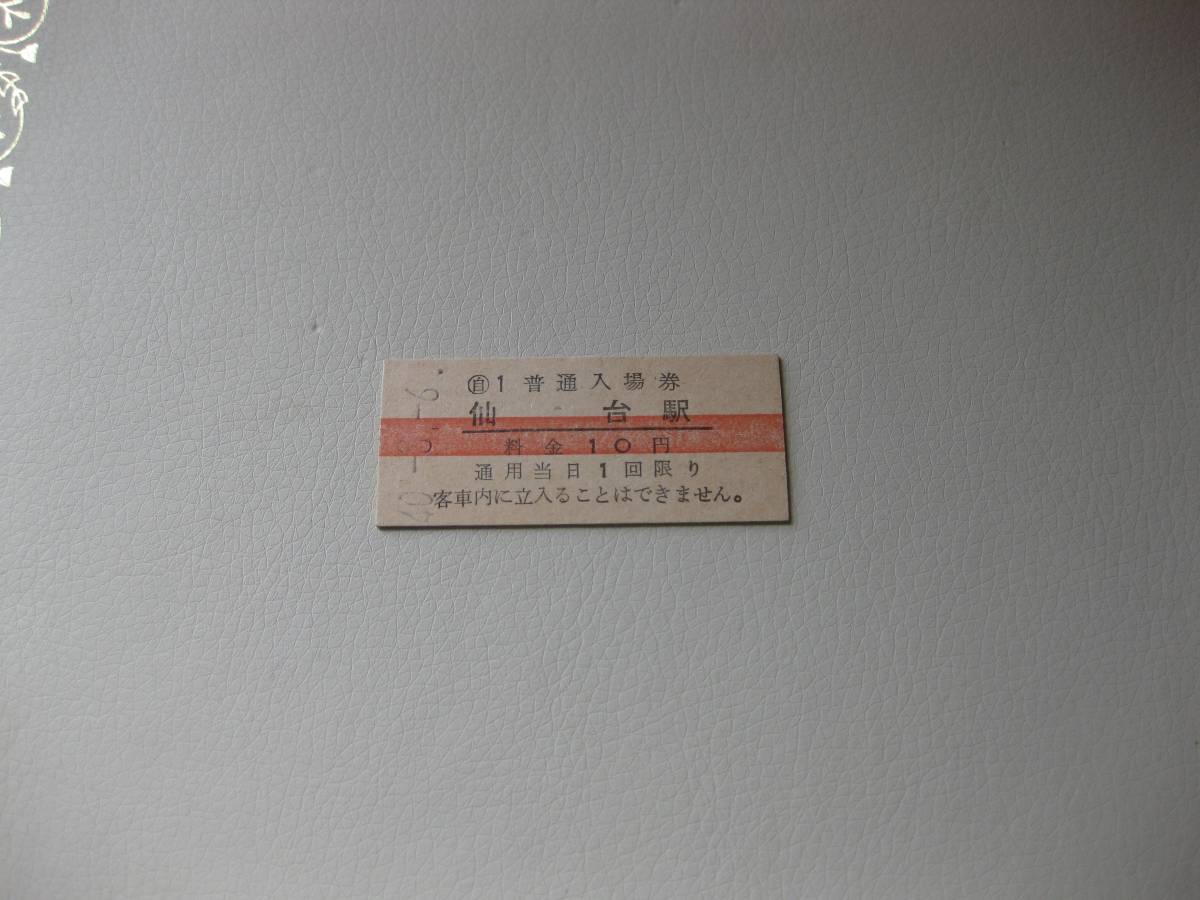 ㊐1 普通入場券
仙台駅
料金10円
通用当日1回限り
客車内に立入ることはできません。